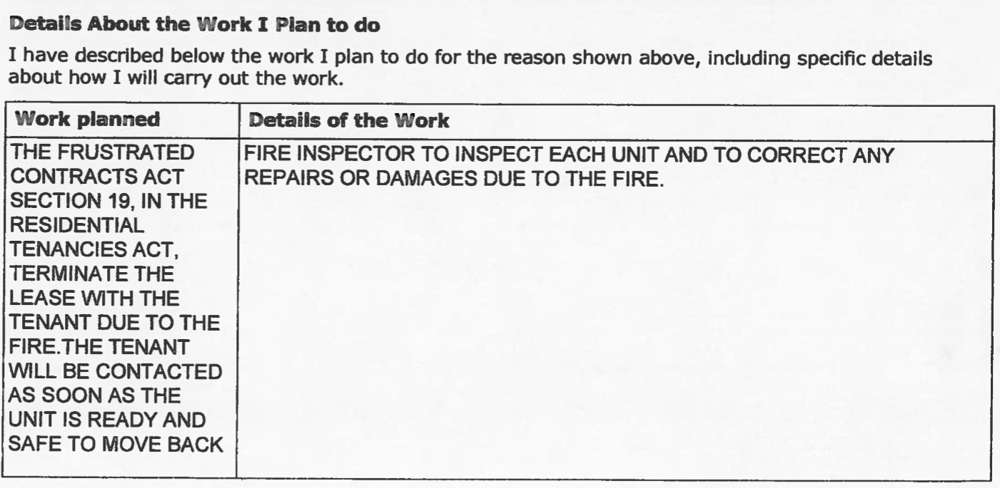 Details About the Work I Plan to do
I have described below the work I plan to do for the reason shown above, including specific details
about how I will carry out the work.
Work planned
Details of the Work
THE FRUSTRATED
CONTRACTS ACT
SECTION 19, IN THE
RESIDENTIAL
TENANCIES ACT,
TERMINATE THE
LEASE WITH THE
TENANT DUE TO THE
FIRE.THE TENANT
WILL BE CONTACTED
AS SOON AS THE
UNIT IS READY AND
SAFE TO MOVE BACK
FIRE INSPECTOR TO INSPECT EACH UNIT AND TO CORRECT ANY
REPAIRS OR DAMAGES DUE TO THE FIRE.